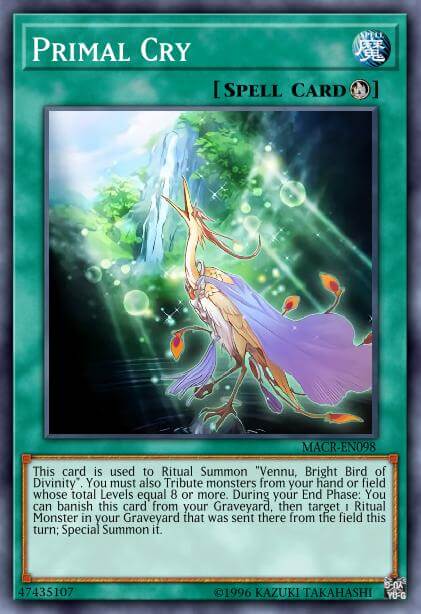 PRIMAL CRY
SPELL
魔
[SPELL CARD]
MACR-EN098
This card is used to Ritual Summon "Vennu, Bright Bird of
Divinity". You must also Tribute monsters from your hand or field
whose total Levels equal 8 or more. During your End Phase: You
can banish this card from your Graveyard, then target 1 Ritual
Monster in your Graveyard that was sent there from the field this
turn; Special Summon it.
47435107
©1996 KAZUKI TAKAHASHI